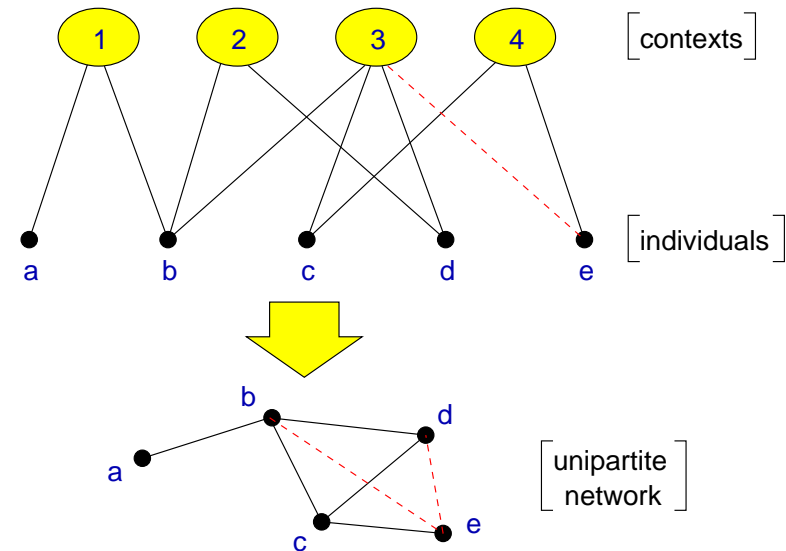 1 2 3 4 [contexts]
[individuals]
a b c d e
b
d
a
[unipartite
network]
e
c